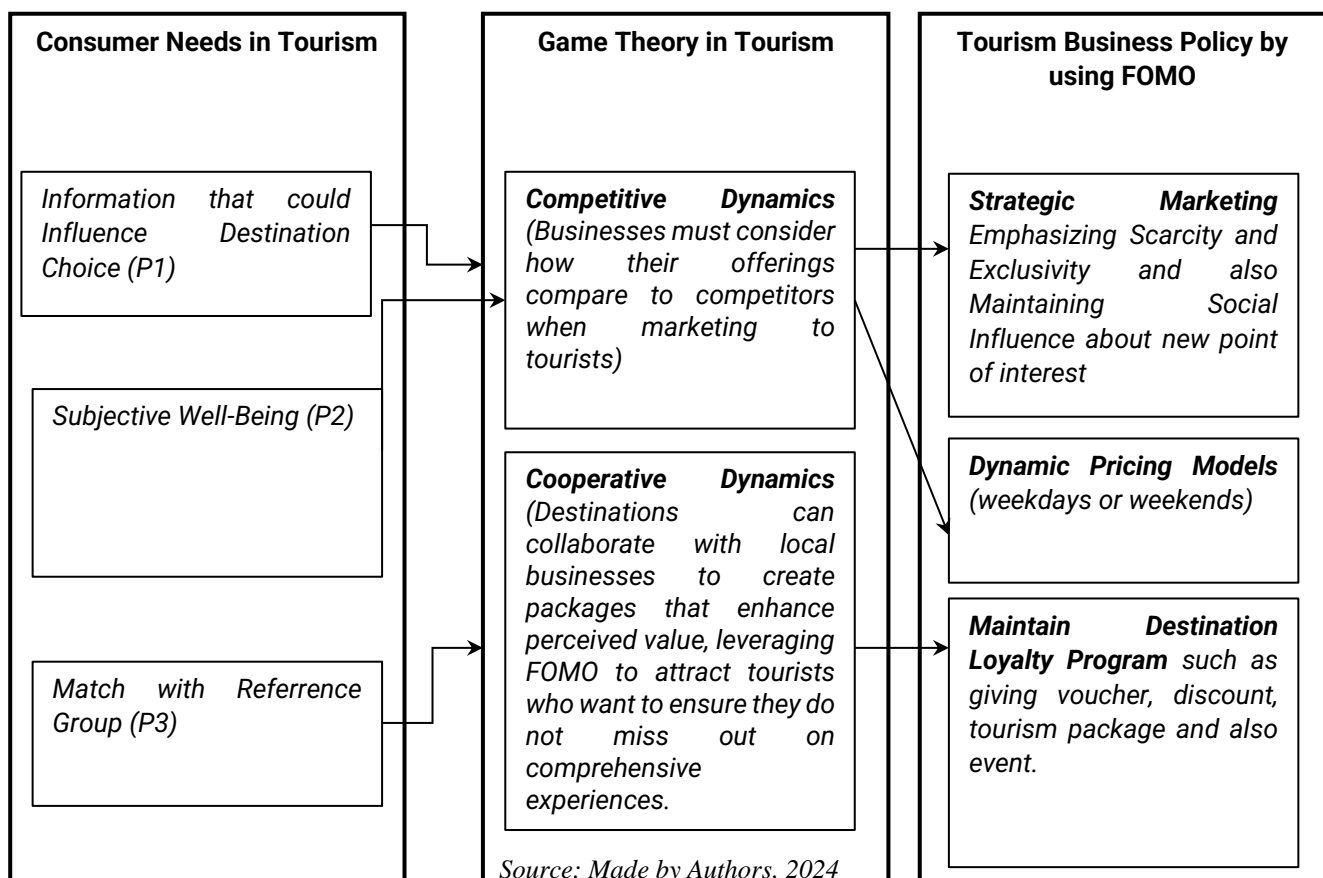 Consumer Needs in Tourism
Information that could
Influence Destination
Choice (P1)
Subjective Well-Being (P2)
Match with Referrence
Group (P3)
Game Theory in Tourism
Competitive Dynamics
(Businesses must consider
how their offerings
compare to competitors
when marketing to
tourists)
Cooperative Dynamics
(Destinations can
collaborate with local
businesses to create
packages that enhance
perceived value, leveraging
FOMO to attract tourists
who want to ensure they do
not miss out on
comprehensive
experiences.
Tourism Business Policy by
using FOMO
Strategic Marketing
Emphasizing Scarcity and
Exclusivity and also
Maintaining Social
Influence about new point
of interest
Dynamic Pricing Models
(weekdays or weekends)
Maintain Destination
Loyalty Program such as
giving voucher, discount,
tourism package and also
event.
Source: Made by Authors, 2024